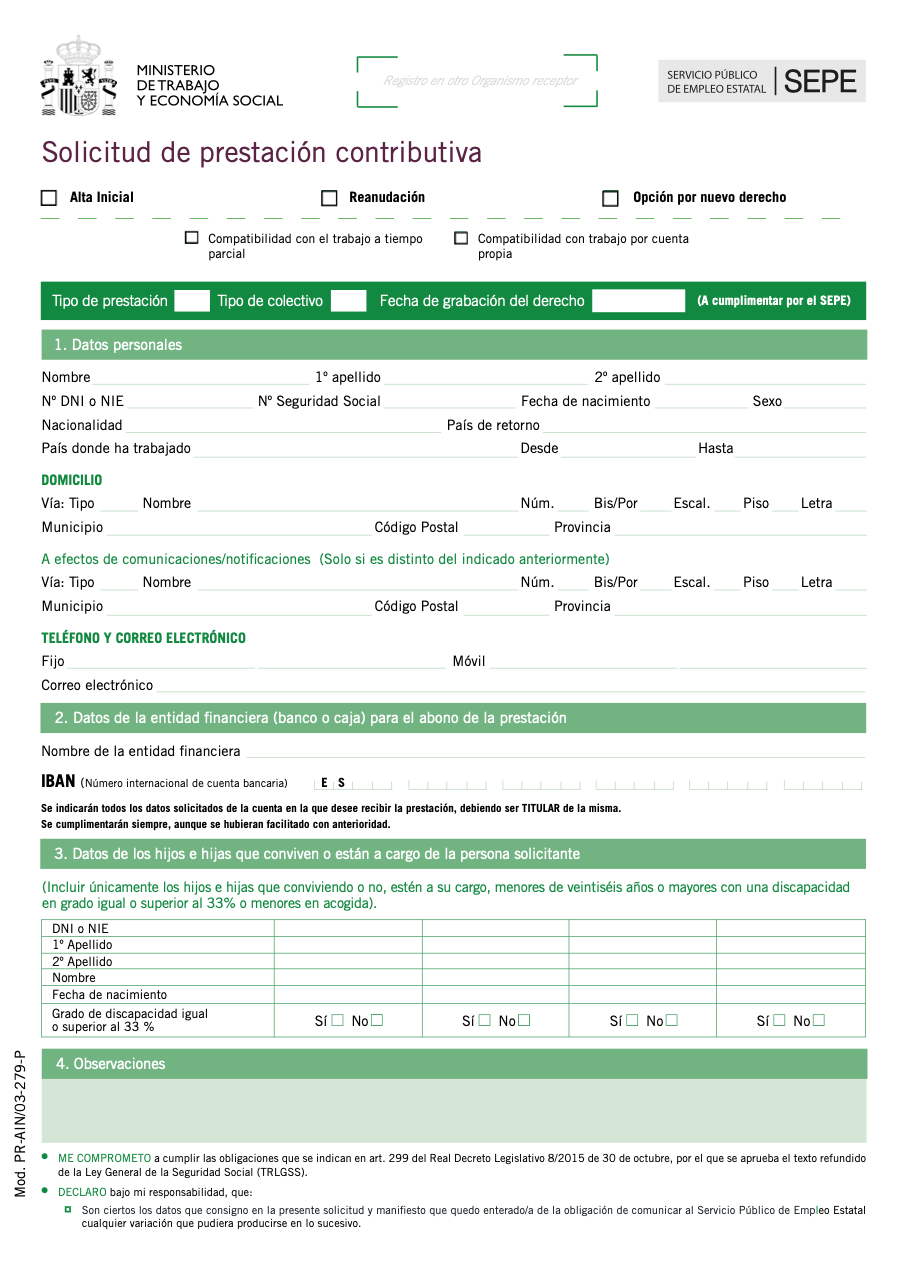 MINISTERIO
DE TRABAJO
Y ECONOMÍA SOCIAL
Registro en otro Organismo receptor
SERVICIO PÚBLICO
DE EMPLEO ESTATAL
SEPE
Solicitud de prestación contributiva
Alta Inicial Reanudación Opción por nuevo derecho
Compatibilidad con el trabajo a tiempo
parcial
Compatibilidad con trabajo por cuenta
propia
Tipo de prestación Tipo de colectivo Fecha de grabación del derecho (A cumplimentar por el SEPE)
1. Datos personales
Nombre 1º apellido 2º apellido
Nº DNI o NIE Nº Seguridad Social Fecha de nacimiento Sexo
Nacionalidad País de retorno
País donde ha trabajado Desde Hasta
DOMICILIO
Vía: Tipo Nombre Núm. Bis/Por Escal. Piso Letra
Municipio Código Postal Provincia
A efectos de comunicaciones/notificaciones (Solo si es distinto del indicado anteriormente)
Vía: Tipo Nombre Núm. Bis/Por Escal. Piso Letra
Municipio Código Postal Provincia
TELÉFONO Y CORREO ELECTRÓNICO
Fijo Móvil
Correo electrónico
2. Datos de la entidad financiera (banco o caja) para el abono de la prestación
Nombre de la entidad financiera
IBAN (Número internacional de cuenta bancaria) E S
Se indicarán todos los datos solicitados de la cuenta en la que desee recibir la prestación, debiendo ser TITULAR de la misma.
Se cumplimentarán siempre, aunque se hubieran facilitado con anterioridad.
3. Datos de los hijos e hijas que conviven o están a cargo de la persona solicitante
(Incluir únicamente los hijos e hijas que conviviendo o no, estén a su cargo, menores de veintiséis años o mayores con una discapacidad
en grado igual o superior al 33% o menores en acogida).
DNI o NIE
1º Apellido
2º Apellido
Nombre
Fecha de nacimiento
Grado de discapacidad igual
o superior al 33 %
Sí No Sí No Sí No Sí No
4. Observaciones
ME COMPROMETO a cumplir las obligaciones que se indican en art. 299 del Real Decreto Legislativo 8/2015 de 30 de octubre, por el que se aprueba el texto refundido
de la Ley General de la Seguridad Social (TRLGSS).
DECLARO bajo mi responsabilidad, que:
Son ciertos los datos que consigno en la presente solicitud y manifiesto que quedo enterado/a de la obligación de comunicar al Servicio Público de Empleo Estatal
cualquier variación que pudiera producirse en lo sucesivo.
Mod. PR-AIN/03-279-P